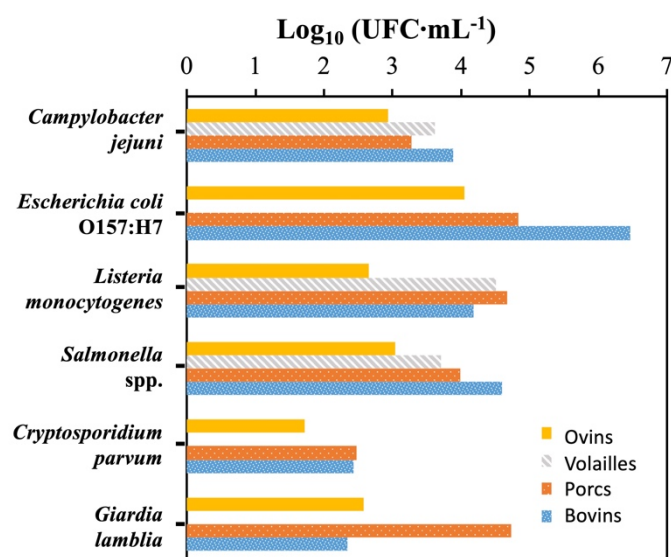 Log₁₀ (UFC·mL⁻¹)
0 1 2 3 4 5 6 7
Campylobacter
jejuni
Escherichia coli
O157:H7
Listeria
monocytogenes
Salmonella
spp.
Cryptosporidium
parvum
Giardia
lamblia
Ovins
Volailles
Porcs
Bovins